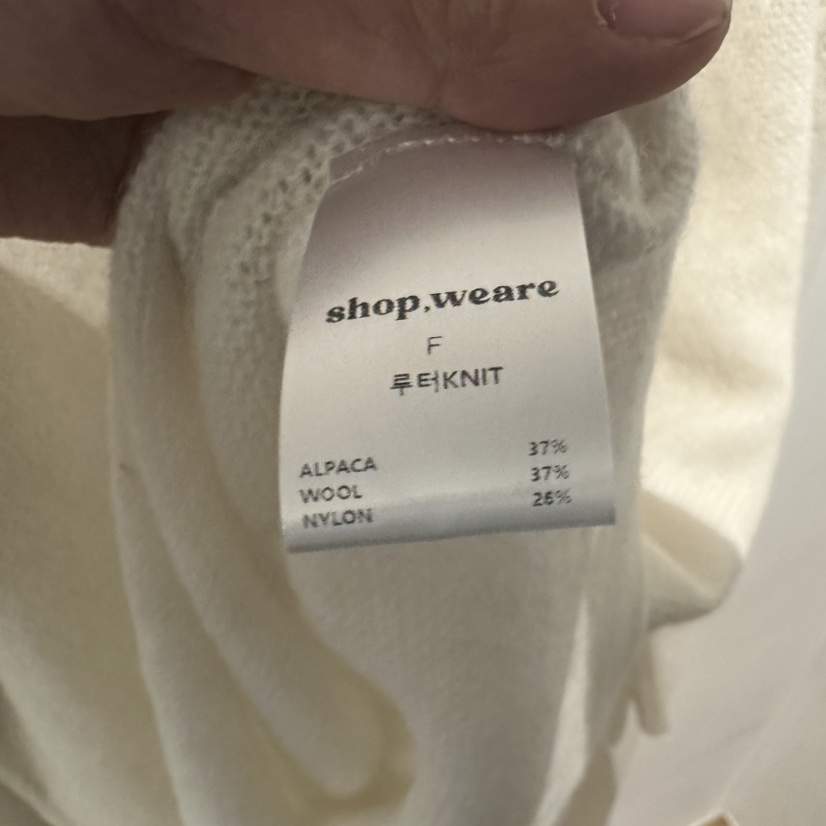 shop,weare
F
루터KNIT
ALPACA 37%
WOOL 37%
NYLON 26%